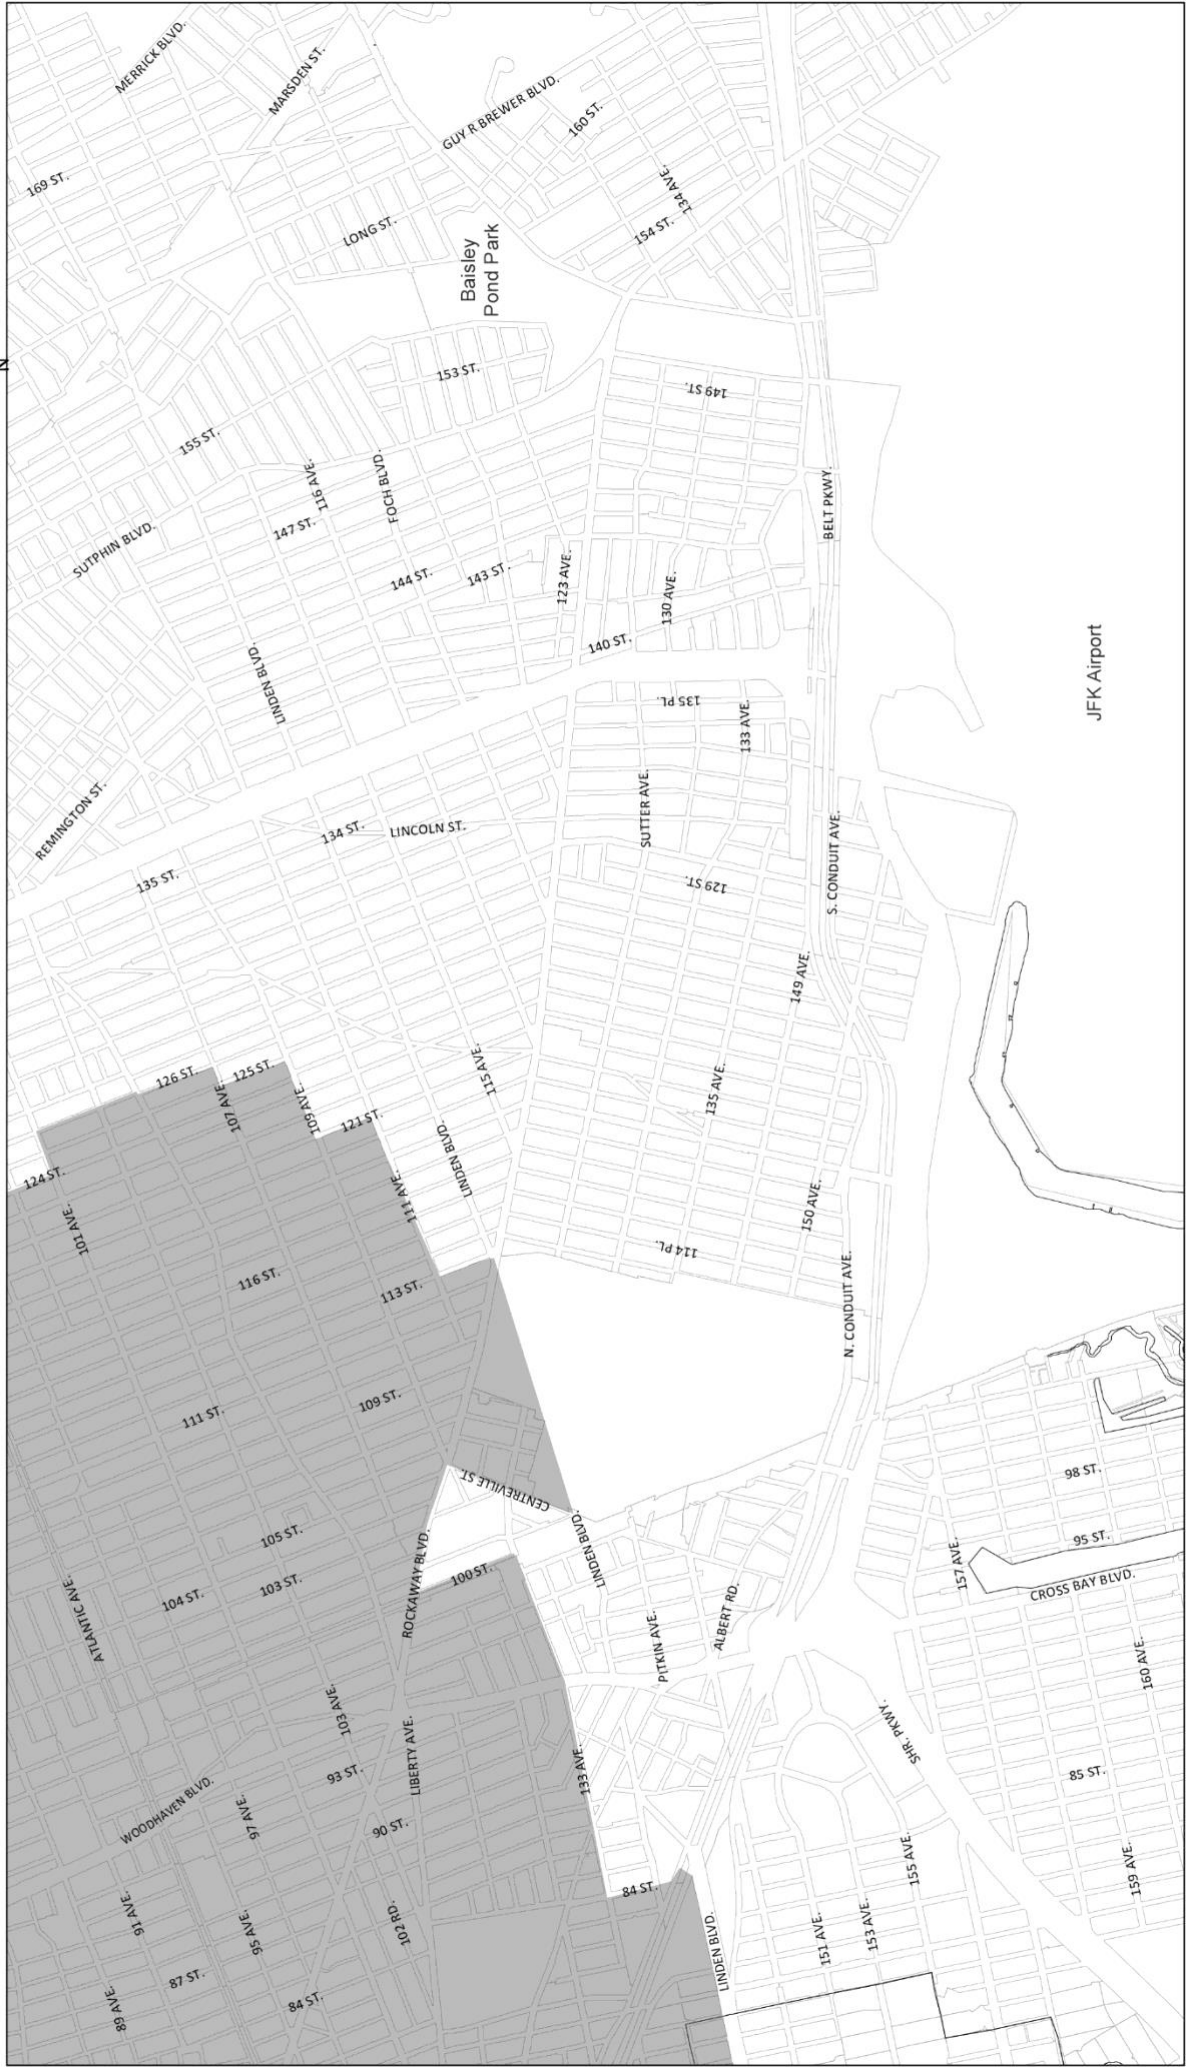 N
MERRICK BLVD.
MARSDEN ST.
GUY R BREWER BLVD.
160 ST.
169 ST.
134 AVE.
154 ST.
LONG ST.
Baisley
Pond Park
153 ST.
149 ST.
155 ST.
116 AVE.
FOCH BLVD.
BELT PKWY.
147 ST.
SUTPHIN BLVD.
144 ST.
143 ST.
123 AVE.
130 AVE.
140 ST.
LINDEN BLVD.
135 PL.
133 AVE.
JFK Airport
REMINGTON ST.
134 ST.
LINCOLN ST.
SUTTER AVE.
135 ST.
129 ST.
S. CONDUIT AVE.
149 AVE.
126 ST.
125 ST.
107 AVE.
109 AVE.
121 ST.
115 AVE.
135 AVE.
124 ST.
101 AVE.
111 AVE.
LINDEN BLVD.
150 AVE.
114 PL.
116 ST.
113 ST.
N. CONDUIT AVE.
111 ST.
109 ST.
CENTREVILLE ST
98 ST.
105 ST.
104 ST.
103 ST.
ROCKAWAY BLVD.
100 ST.
LINDEN BLVD.
95 ST.
157 AVE.
CROSS BAY BLVD.
ATLANTIC AVE.
PITKIN AVE.
ALBERT RD.
160 AVE.
103 AVE.
LIBERTY AVE.
93 ST.
133 AVE.
SHR. PKWY.
85 ST.
WOODHAVEN BLVD.
97 AVE.
90 ST.
84 ST.
155 AVE.
159 AVE.
91 AVE.
95 AVE.
102 RD.
LINDEN BLVD.
151 AVE.
153 AVE.
87 ST.
89 AVE.
84 ST.